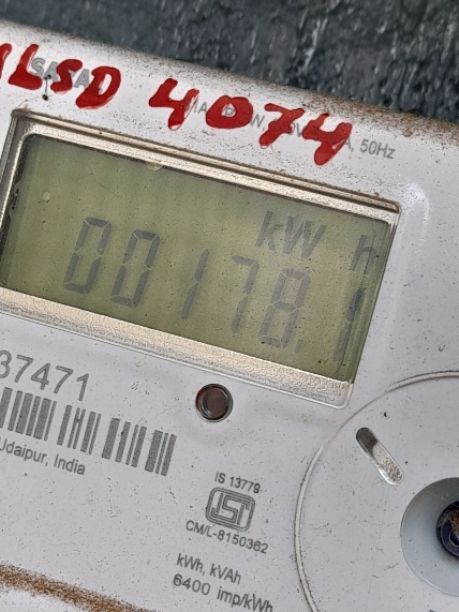 LSD 4074
, 50Hz
kW h
00178.1
37471
Udaipur, India
IS 13779
CM/L-8150362
kWh, kVAh
6400 imp/kWh